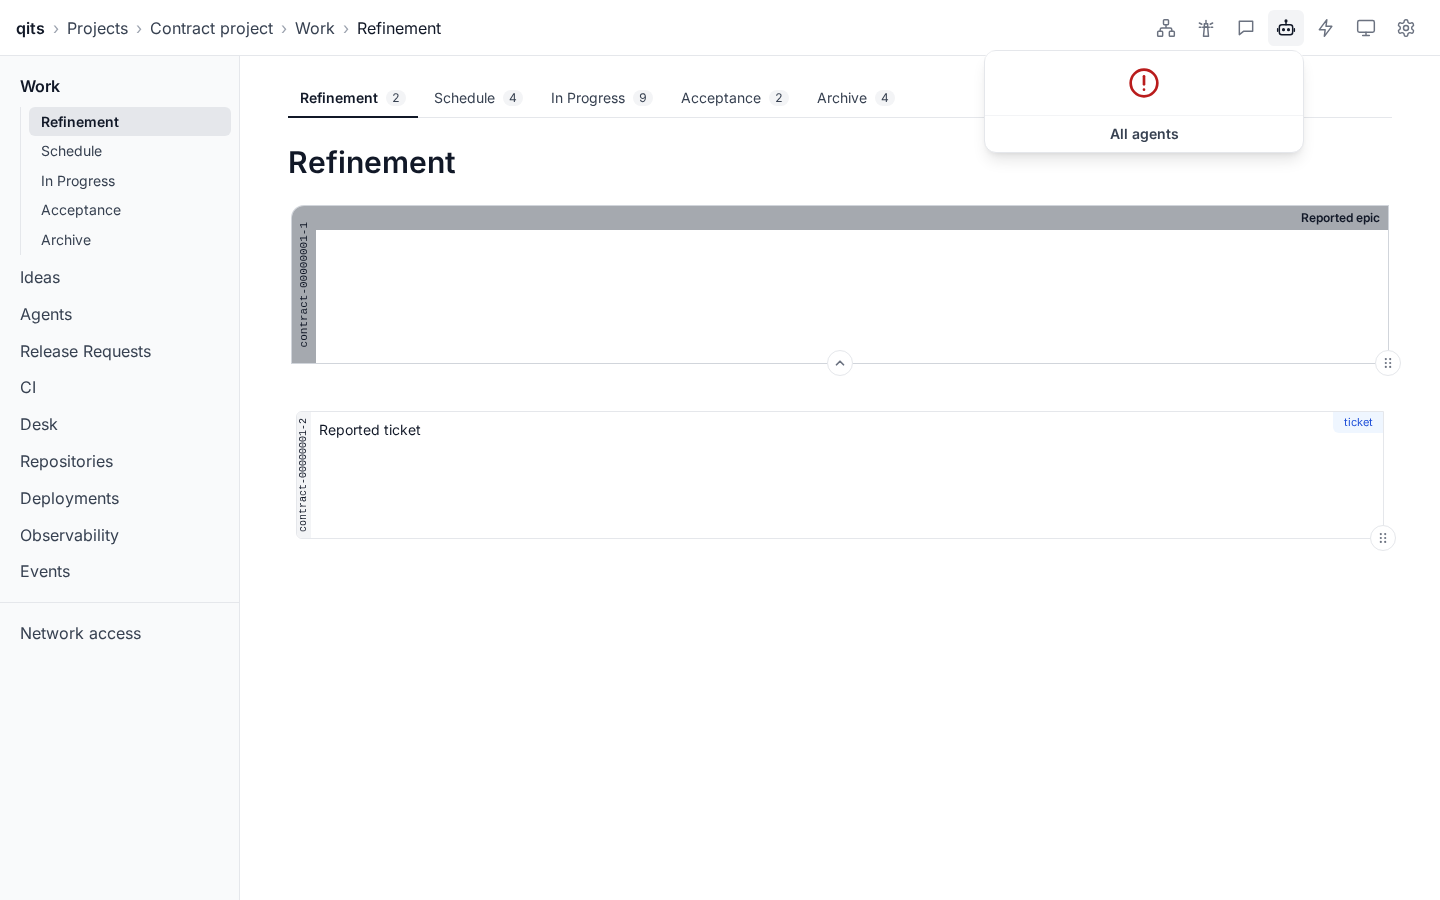 qits › Projects › Contract project › Work › Refinement
All agents
Work
Refinement
Schedule
In Progress
Acceptance
Archive
Ideas
Agents
Release Requests
CI
Desk
Repositories
Deployments
Observability
Events
Network access
Refinement 2 Schedule 4 In Progress 9 Acceptance 2 Archive 4
Refinement
Reported epic
contract-00000001-1
contract-00000001-2
Reported ticket
ticket